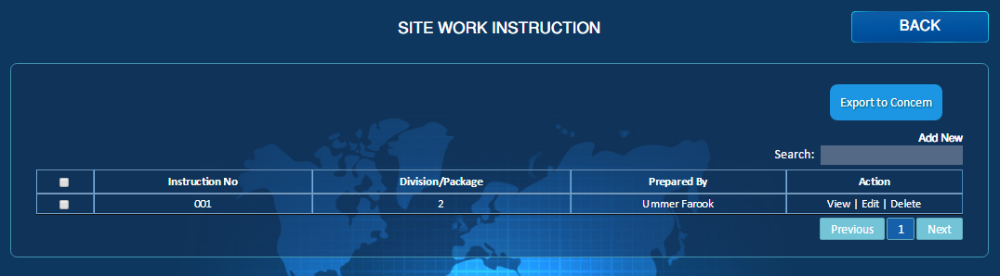 SITE WORK INSTRUCTION
BACK
Export to Concern
Add New
Search:
Instruction No Division/Package Prepared By Action
001 2 Ummer Farook View | Edit | Delete
Previous 1 Next